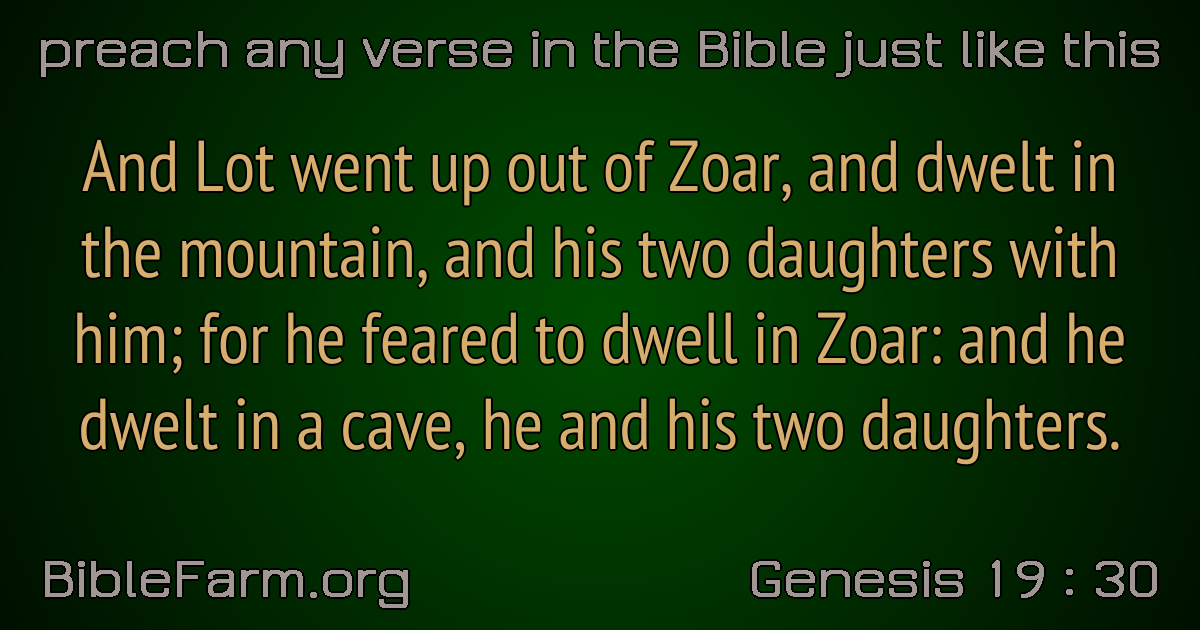 preach any verse in the Bible just like this
And Lot went up out of Zoar, and dwelt in
the mountain, and his two daughters with
him; for he feared to dwell in Zoar: and he
dwelt in a cave, he and his two daughters.
BibleFarm.org
Genesis 19 : 30